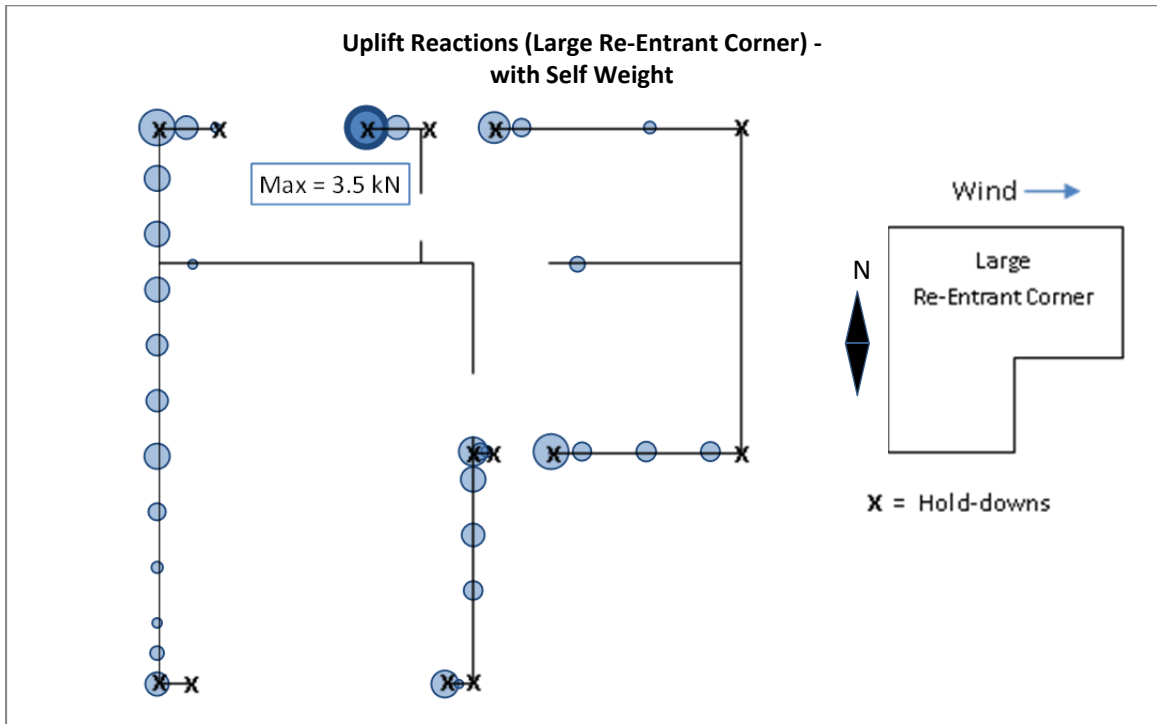 Uplift Reactions (Large Re-Entrant Corner) -
with Self Weight
X X X X X X
Max = 3.5 kN
Wind
Large
Re-Entrant Corner
N
X X X X
X = Hold-downs
X X X X